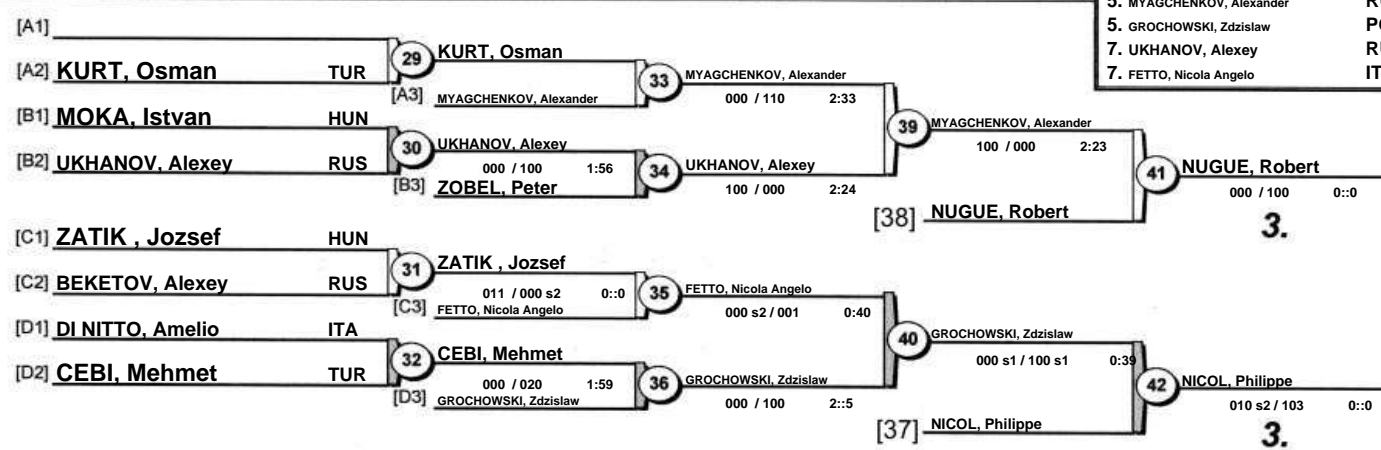 5. MYAGCHENKOV, Alexander
5. GROCHOWSKI, Zdzislaw
7. UKHANOV, Alexey
7. FETTO, Nicola Angelo IT
[A1]
[A2] KURT, Osman TUR
29
KURT, Osman
[A3] MYAGCHENKOV, Alexander
33
MYAGCHENKOV, Alexander
000 / 110 2:33
[B1] MOKA, Istvan HUN
[B2] UKHANOV, Alexey RUS
30
UKHANOV, Alexey
000 / 100 1:56
[B3] ZOBEL, Peter
34
UKHANOV, Alexey
100 / 000 2:24
39
MYAGCHENKOV, Alexander
100 / 000 2:23
[38] NUGUE, Robert
41
NUGUE, Robert
000 / 100 0::0
3.
[C1] ZATIK , Jozsef HUN
[C2] BEKETOV, Alexey RUS
31
ZATIK , Jozsef
011 / 000 s2 0::0
[C3] FETTO, Nicola Angelo
35
FETTO, Nicola Angelo
000 s2 / 001 0:40
[D1] DI NITTO, Amelio ITA
[D2] CEBI, Mehmet TUR
32
CEBI, Mehmet
000 / 020 1:59
[D3] GROCHOWSKI, Zdzislaw
36
GROCHOWSKI, Zdzislaw
000 / 100 2::5
40
GROCHOWSKI, Zdzislaw
000 s1 / 100 s1 0:39
[37] NICOL, Philippe
42
NICOL, Philippe
010 s2 / 103 0::0
3.